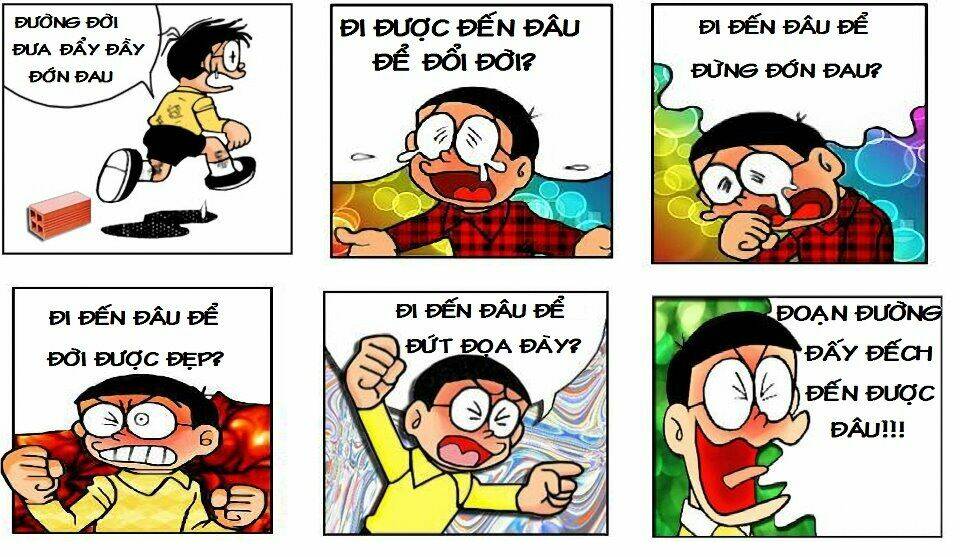 ĐƯỜNG ĐỜI
ĐƯA ĐẨY ĐẦY
ĐỚN ĐAU
ĐI ĐƯỢC ĐẾN ĐÂU
ĐỂ ĐỔI ĐỜI?
ĐI ĐẾN ĐÂU ĐỂ
ĐỪNG ĐỚN ĐAU?
ĐI ĐẾN ĐÂU ĐỂ
ĐỜI ĐƯỢC ĐẸP?
ĐI ĐẾN ĐÂU ĐỂ
ĐỨT ĐỌA ĐÀY?
ĐOẠN ĐƯỜNG
ĐẤY ĐẾCH
ĐẾN ĐƯỢC
ĐÂU!!!